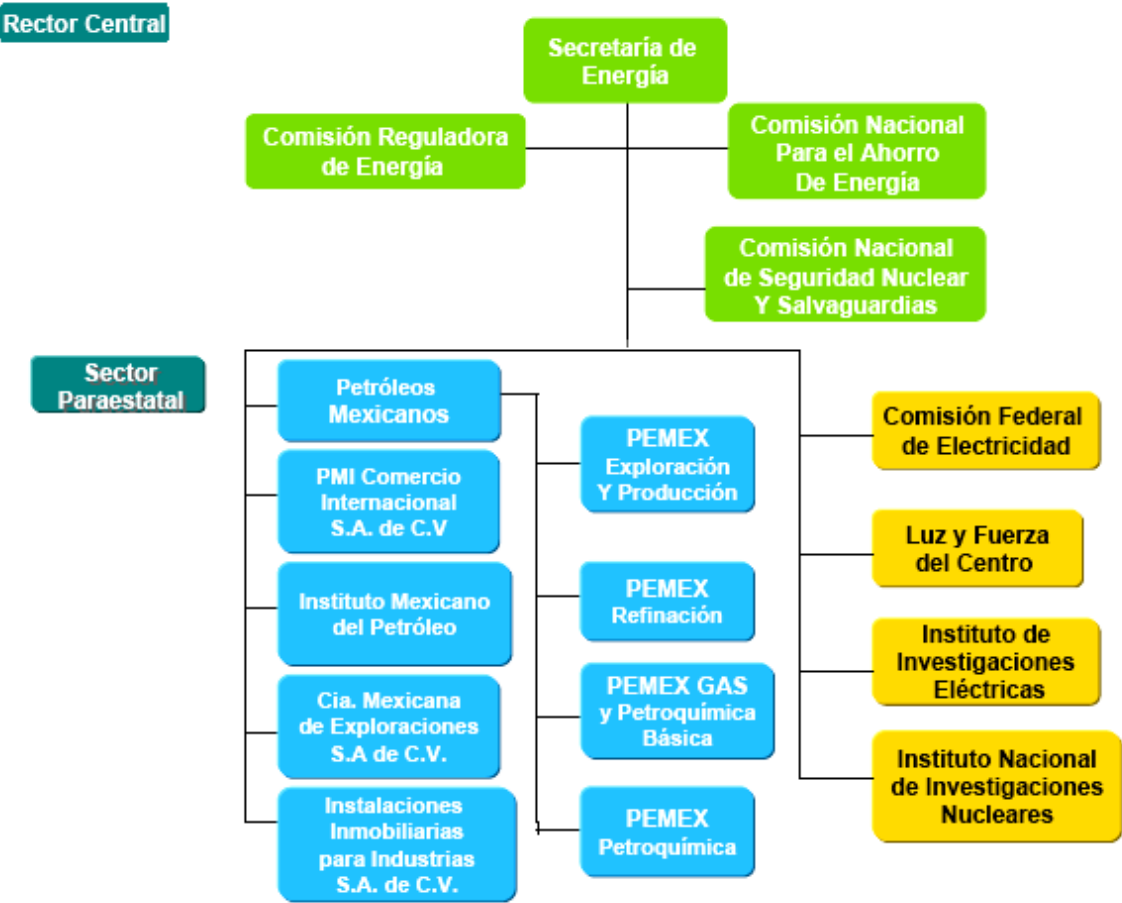 Rector Central
Secretaría de
Energía
Comisión Reguladora
de Energía
Comisión Nacional
Para el Ahorro
De Energía
Comisión Nacional
de Seguridad Nuclear
Y Salvaguardias
Sector
Paraestatal
Petróleos
Mexicanos
PMI Comercio
Internacional
S.A. de C.V
Instituto Mexicano
del Petróleo
Cia. Mexicana
de Exploraciones
S.A de C.V.
Instalaciones
Inmobiliarias
para Industrias
S.A. de C.V.
PEMEX
Exploración
Y Producción
PEMEX
Refinación
PEMEX GAS
y Petroquímica
Básica
PEMEX
Petroquímica
Comisión Federal
de Electricidad
Luz y Fuerza
del Centro
Instituto de
Investigaciones
Eléctricas
Instituto Nacional
de Investigaciones
Nucleares